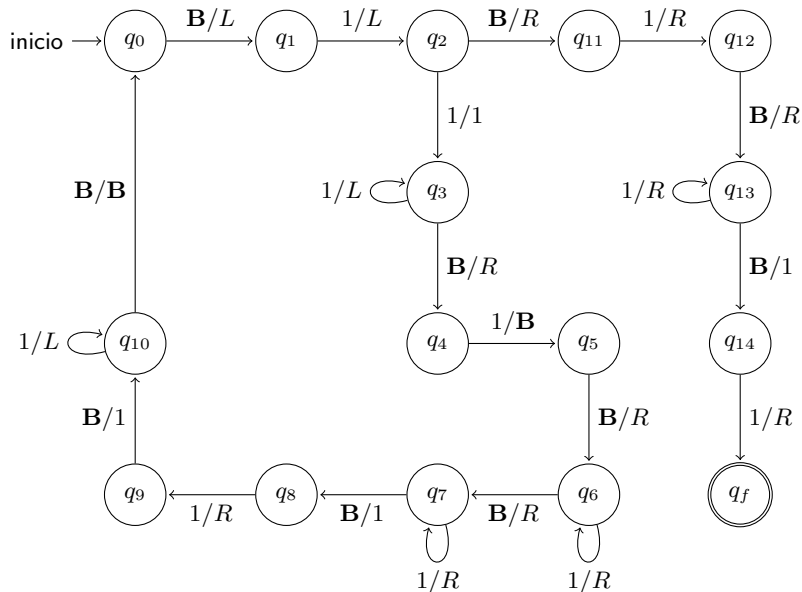 B/L 1/L B/R 1/R
inicio q0 q1 q2 q11 q12
1/1 B/R
B/B
1/L q3 1/R q13
B/R B/1
1/B
1/L q10 q4 q5 q14
B/1 B/R 1/R
q9 q8 q7 q6 qf
1/R B/1 B/R
1/R 1/R